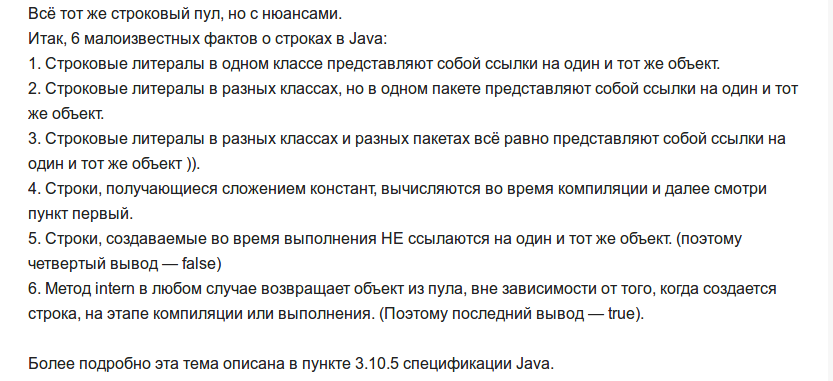 Всё тот же строковый пул, но с нюансами.
Итак, 6 малоизвестных фактов о строках в Java:
1. Строковые литералы в одном классе представляют собой ссылки на один и тот же объект.
2. Строковые литералы в разных классах, но в одном пакете представляют собой ссылки на один и тот
же объект.
3. Строковые литералы в разных классах и разных пакетах всё равно представляют собой ссылки на
один и тот же объект )).
4. Строки, получающиеся сложением констант, вычисляются во время компиляции и далее смотри
пункт первый.
5. Строки, создаваемые во время выполнения НЕ ссылаются на один и тот же объект. (поэтому
четвертый вывод — false)
6. Метод intern в любом случае возвращает объект из пула, вне зависимости от того, когда создается
строка, на этапе компиляции или выполнения. (Поэтому последний вывод — true).
Более подробно эта тема описана в пункте 3.10.5 спецификации Java.